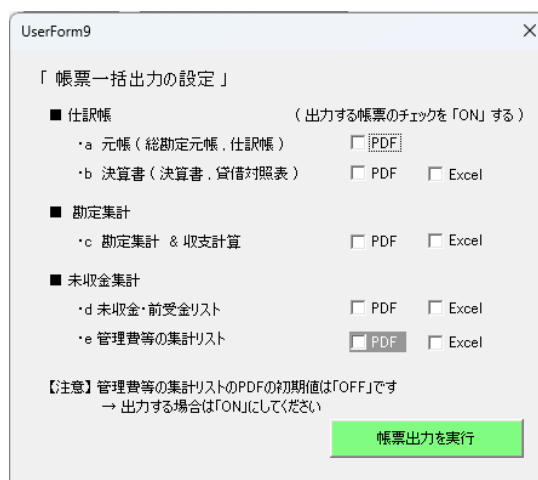 UserForm9
「 帳票一括出力の設定 」
■ 仕訳帳 ( 出力する帳票のチェックを「ON」する )
・a 元帳 ( 総勘定元帳 , 仕訳帳 ) PDF
・b 決算書 ( 決算書 , 貸借対照表 ) PDF Excel
■ 勘定集計
・c 勘定集計 & 収支計算 PDF Excel
■ 未収金集計
・d 未収金・前受金リスト PDF Excel
・e 管理費等の集計リスト PDF Excel
【注意】 管理費等の集計リストのPDFの初期値は「OFF」です
→ 出力する場合は「ON」にしてください
帳票出力を実行